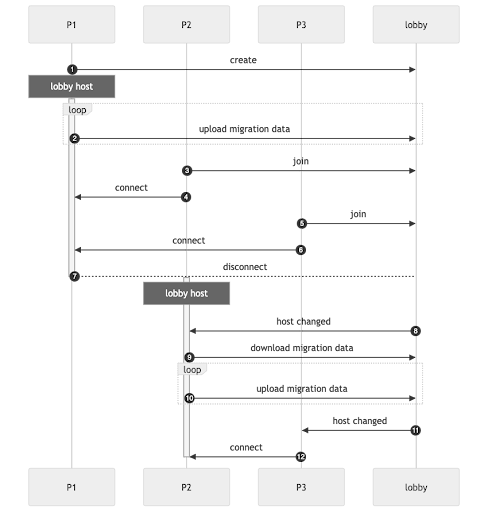 P1
P2
P3
lobby
create
1
lobby host
loop
upload migration data
2
join
3
connect
4
join
5
connect
6
disconnect
7
lobby host
host changed
8
download migration data
9
loop
upload migration data
10
host changed
11
connect
12
P1
P2
P3
lobby